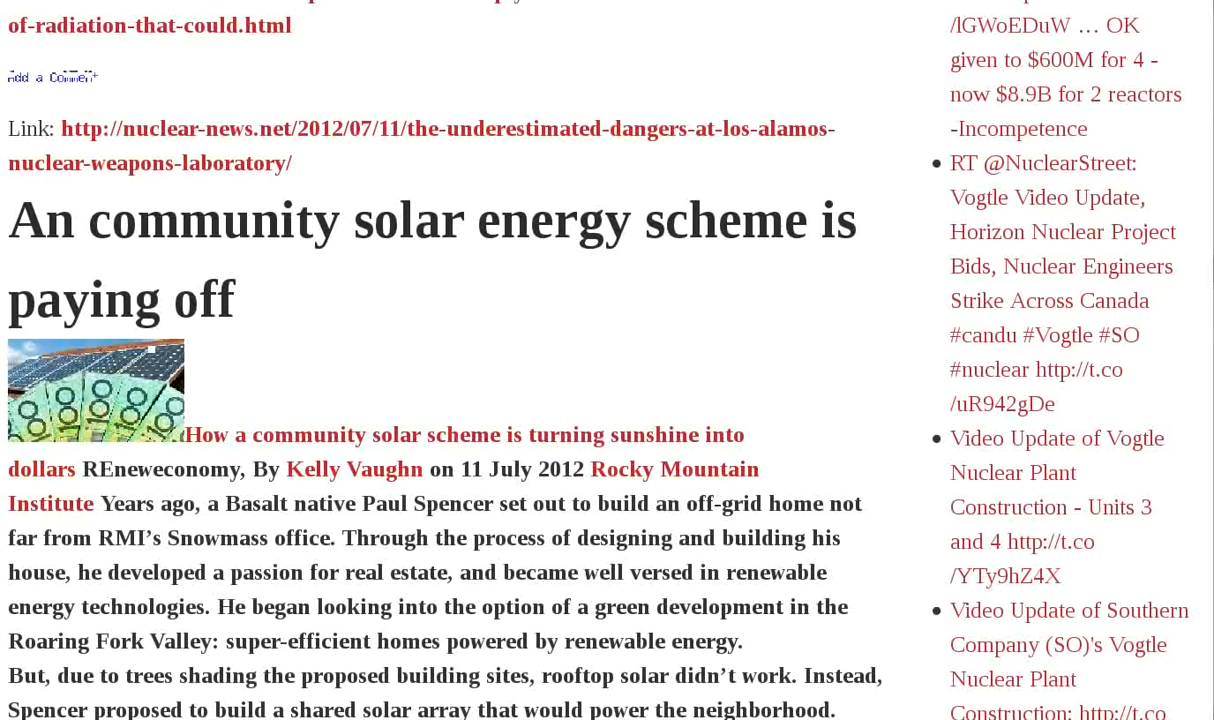 of-radiation-that-could.html
Add a Comment
Link: http://nuclear-news.net/2012/07/11/the-underestimated-dangers-at-los-alamos-
nuclear-weapons-laboratory/
An community solar energy scheme is
paying off
100 100 100 100
How a community solar scheme is turning sunshine into
dollars REneweconomy, By Kelly Vaughn on 11 July 2012 Rocky Mountain
Institute Years ago, a Basalt native Paul Spencer set out to build an off-grid home not
far from RMI’s Snowmass office. Through the process of designing and building his
house, he developed a passion for real estate, and became well versed in renewable
energy technologies. He began looking into the option of a green development in the
Roaring Fork Valley: super-efficient homes powered by renewable energy.
But, due to trees shading the proposed building sites, rooftop solar didn’t work. Instead,
Spencer proposed to build a shared solar array that would power the neighborhood.
/lGWoEDuW … OK
given to $600M for 4 -
now $8.9B for 2 reactors
-Incompetence
RT @NuclearStreet:
Vogtle Video Update,
Horizon Nuclear Project
Bids, Nuclear Engineers
Strike Across Canada
#candu #Vogtle #SO
#nuclear http://t.co
/uR942gDe
Video Update of Vogtle
Nuclear Plant
Construction - Units 3
and 4 http://t.co
/YTy9hZ4X
Video Update of Southern
Company (SO)'s Vogtle
Nuclear Plant
Construction: http://t.co